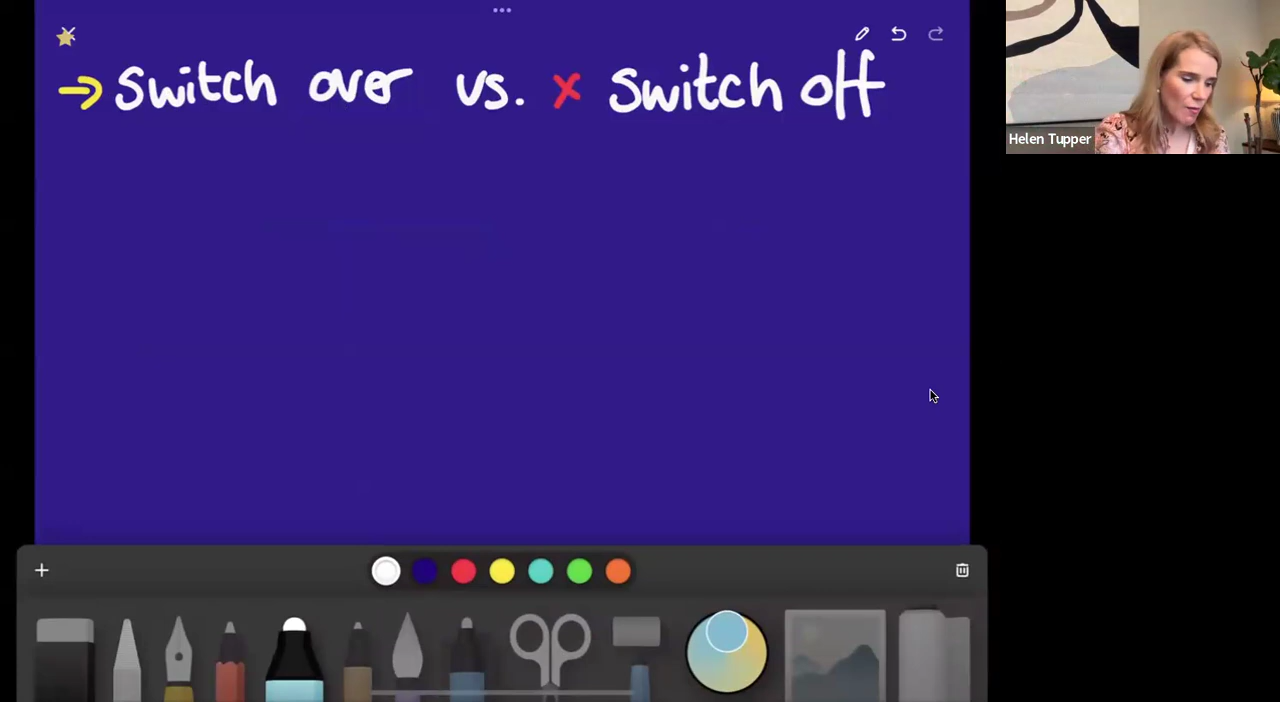 → switch over vs. x switch off
Helen Tupper